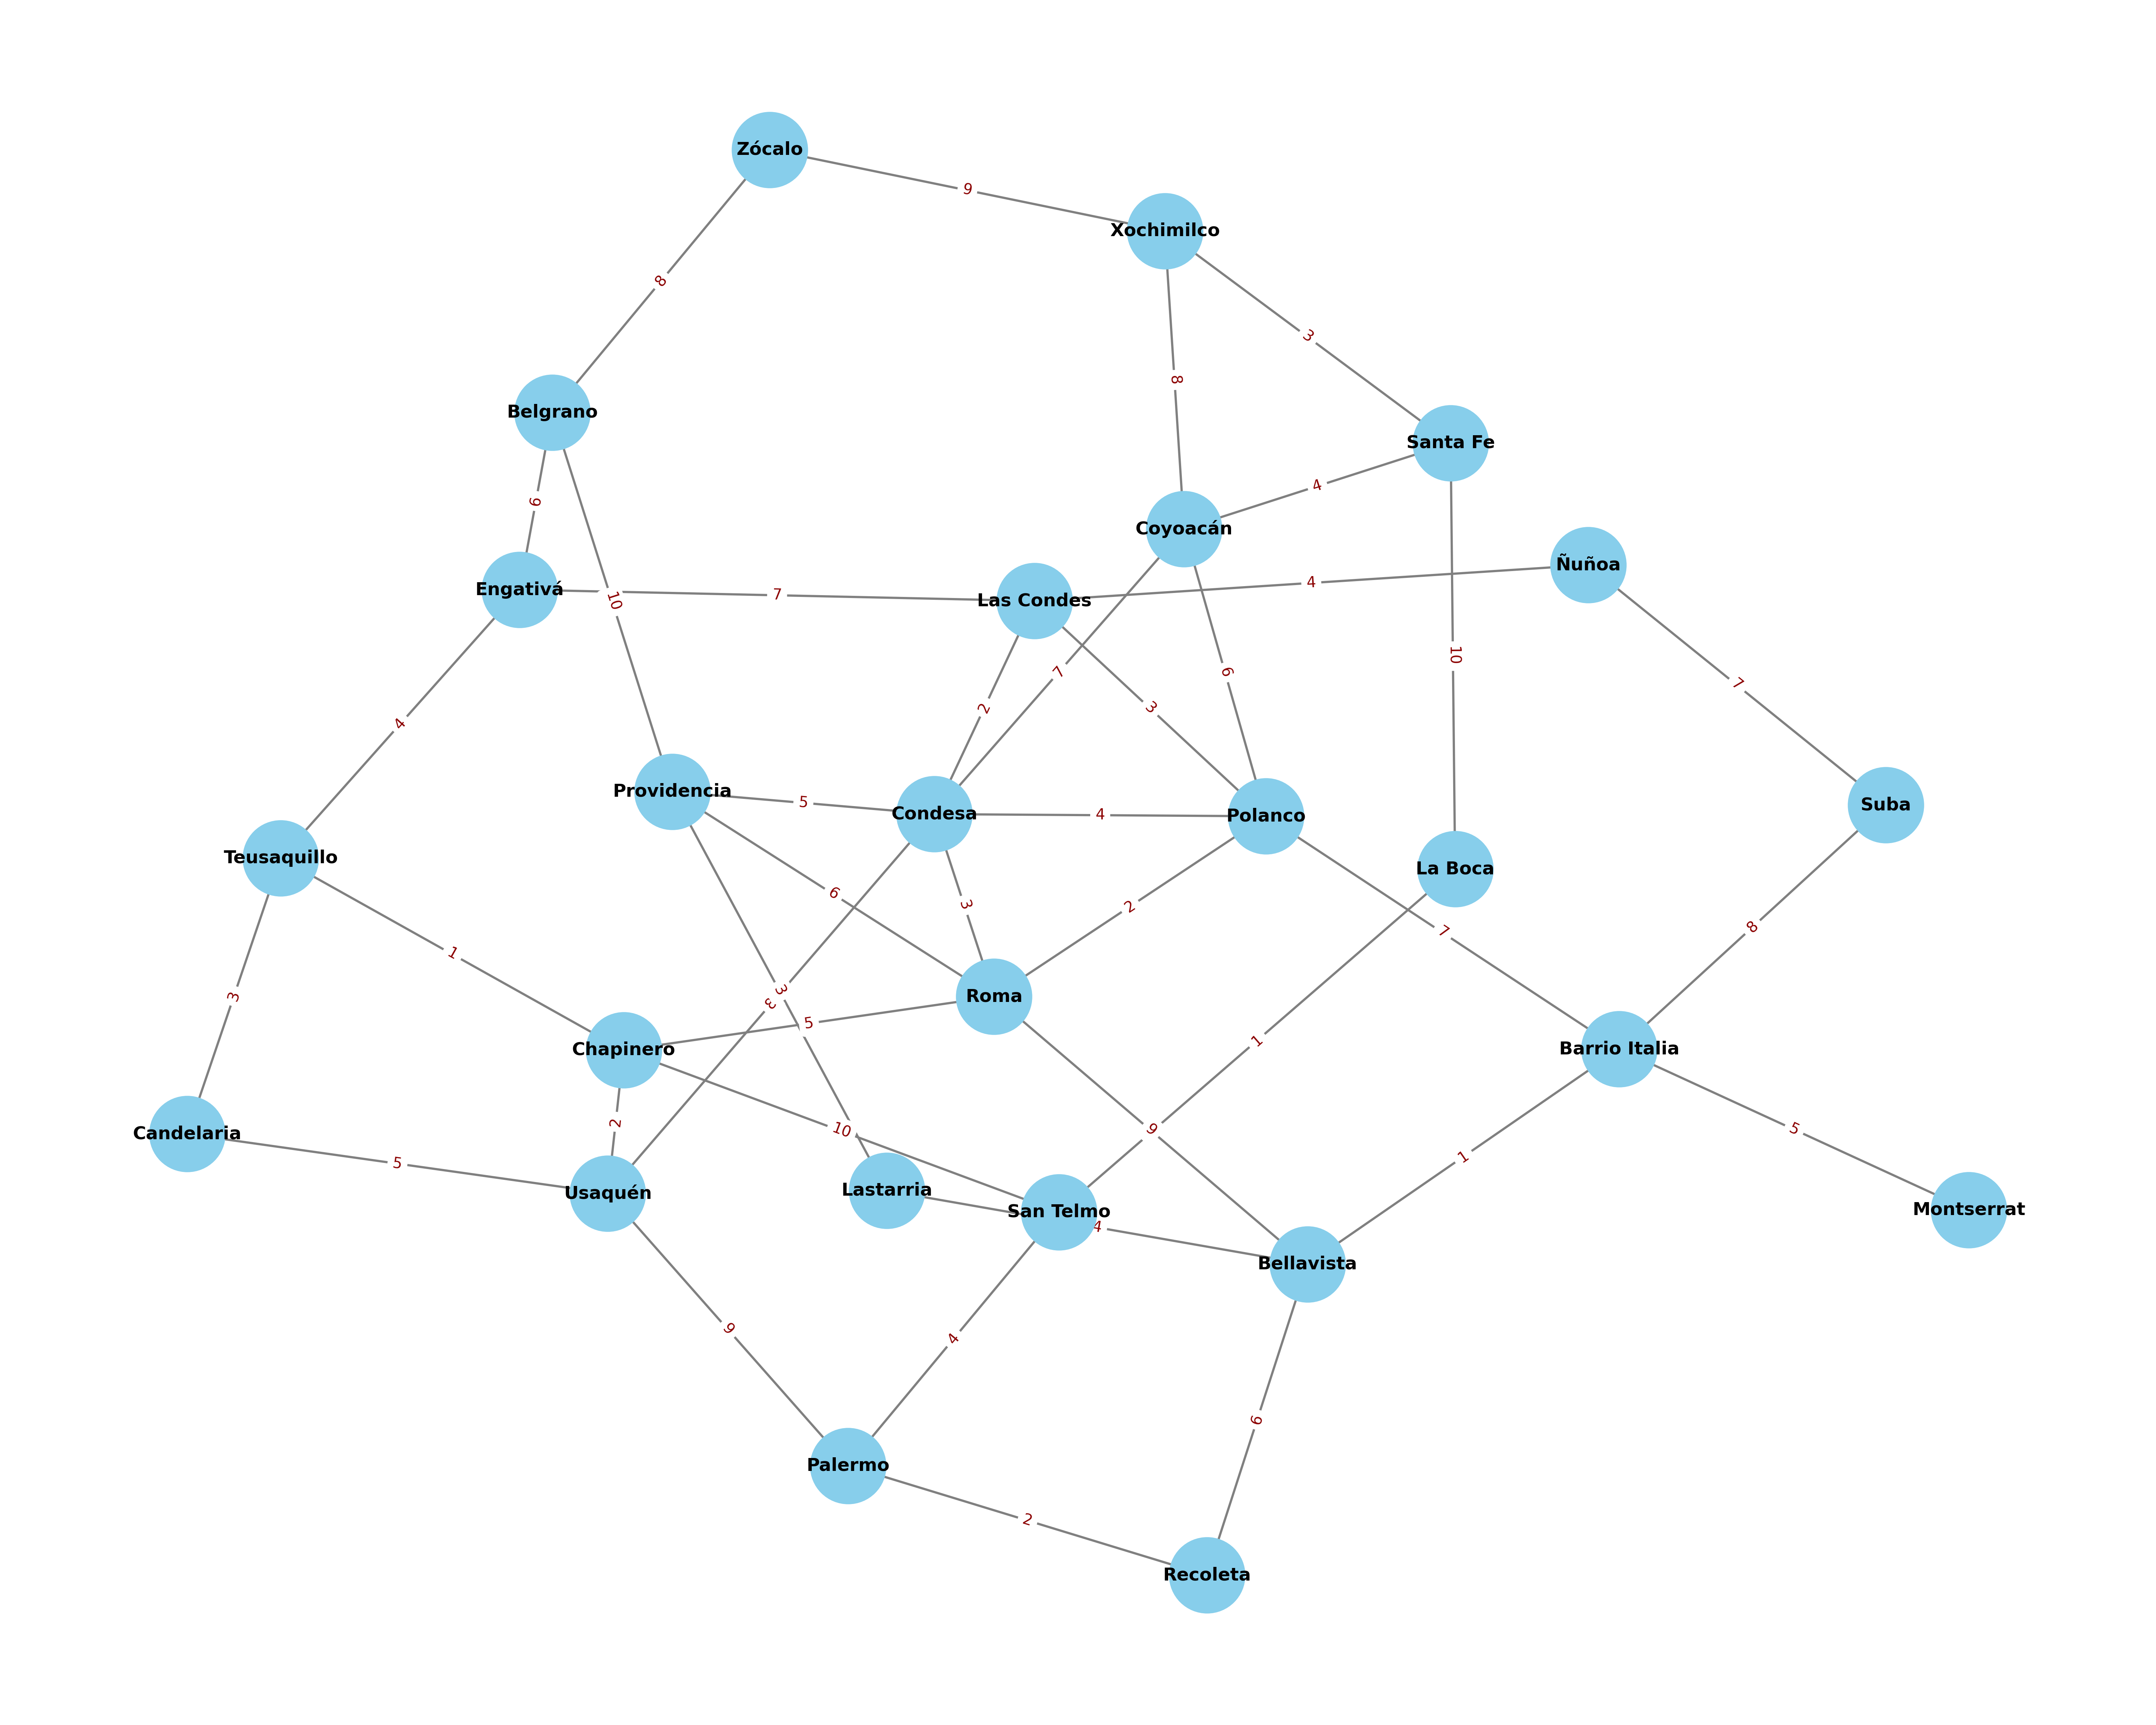 Zócalo
9
Xochimilco
8
3
8
Belgrano
Santa Fe
6
4
Coyoacán
Ñuñoa
4
Engativá
7
10
Las Condes
10
7
6
7
2
3
4
Providencia
5
Condesa
4
Polanco
Suba
Teusaquillo
La Boca
6
3
2
7
8
1
3
3
3
Roma
5
Chapinero
1
Barrio Italia
2
10
9
5
Candelaria
5
1
Usaquén
Lastarria
San Telmo
4
Montserrat
Bellavista
9
4
6
Palermo
2
Recoleta